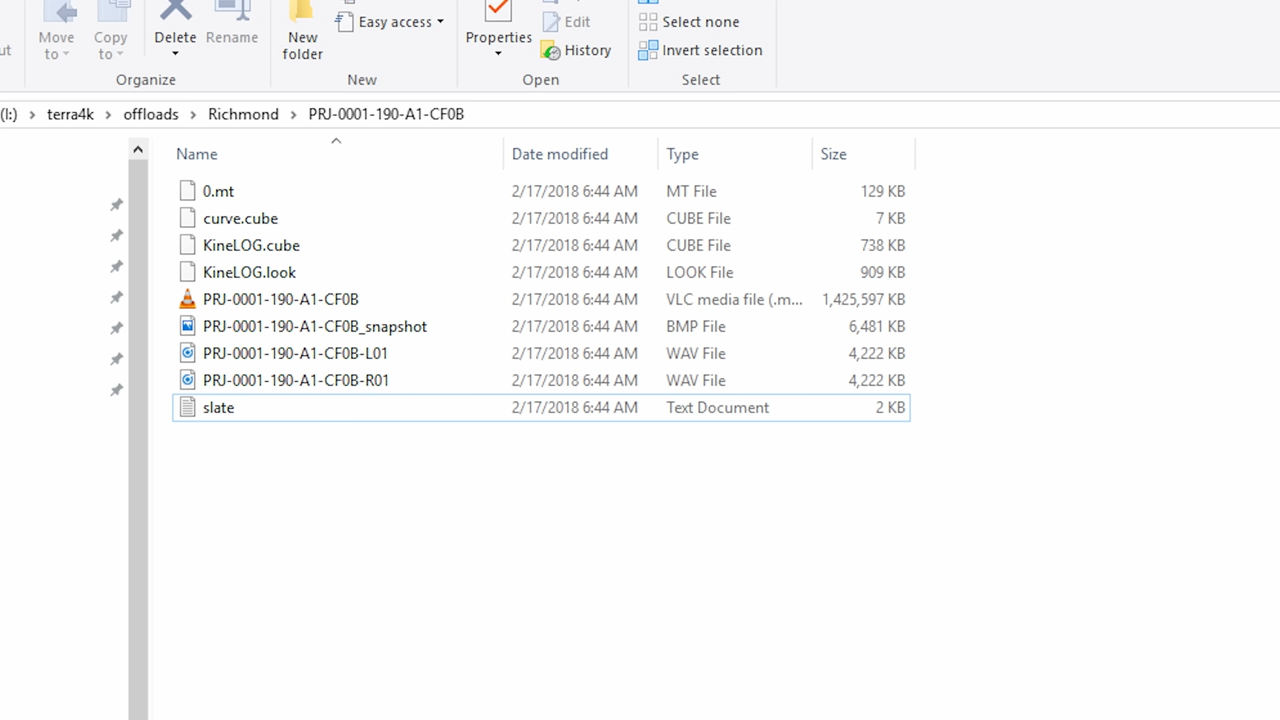 ut
Move to
Copy to
Delete
Rename
Organize
New folder
Easy access
New
Properties
Edit
History
Open
Select none
Invert selection
Select
(I:) > terra4k > offloads > Richmond > PRJ-0001-190-A1-CF0B
Name Date modified Type Size
0.mt 2/17/2018 6:44 AM MT File 129 KB
curve.cube 2/17/2018 6:44 AM CUBE File 7 KB
KineLOG.cube 2/17/2018 6:44 AM CUBE File 738 KB
KineLOG.look 2/17/2018 6:44 AM LOOK File 909 KB
PRJ-0001-190-A1-CF0B 2/17/2018 6:44 AM VLC media file (.m... 1,425,597 KB
PRJ-0001-190-A1-CF0B_snapshot 2/17/2018 6:44 AM BMP File 6,481 KB
PRJ-0001-190-A1-CF0B-L01 2/17/2018 6:44 AM WAV File 4,222 KB
PRJ-0001-190-A1-CF0B-R01 2/17/2018 6:44 AM WAV File 4,222 KB
slate 2/17/2018 6:44 AM Text Document 2 KB